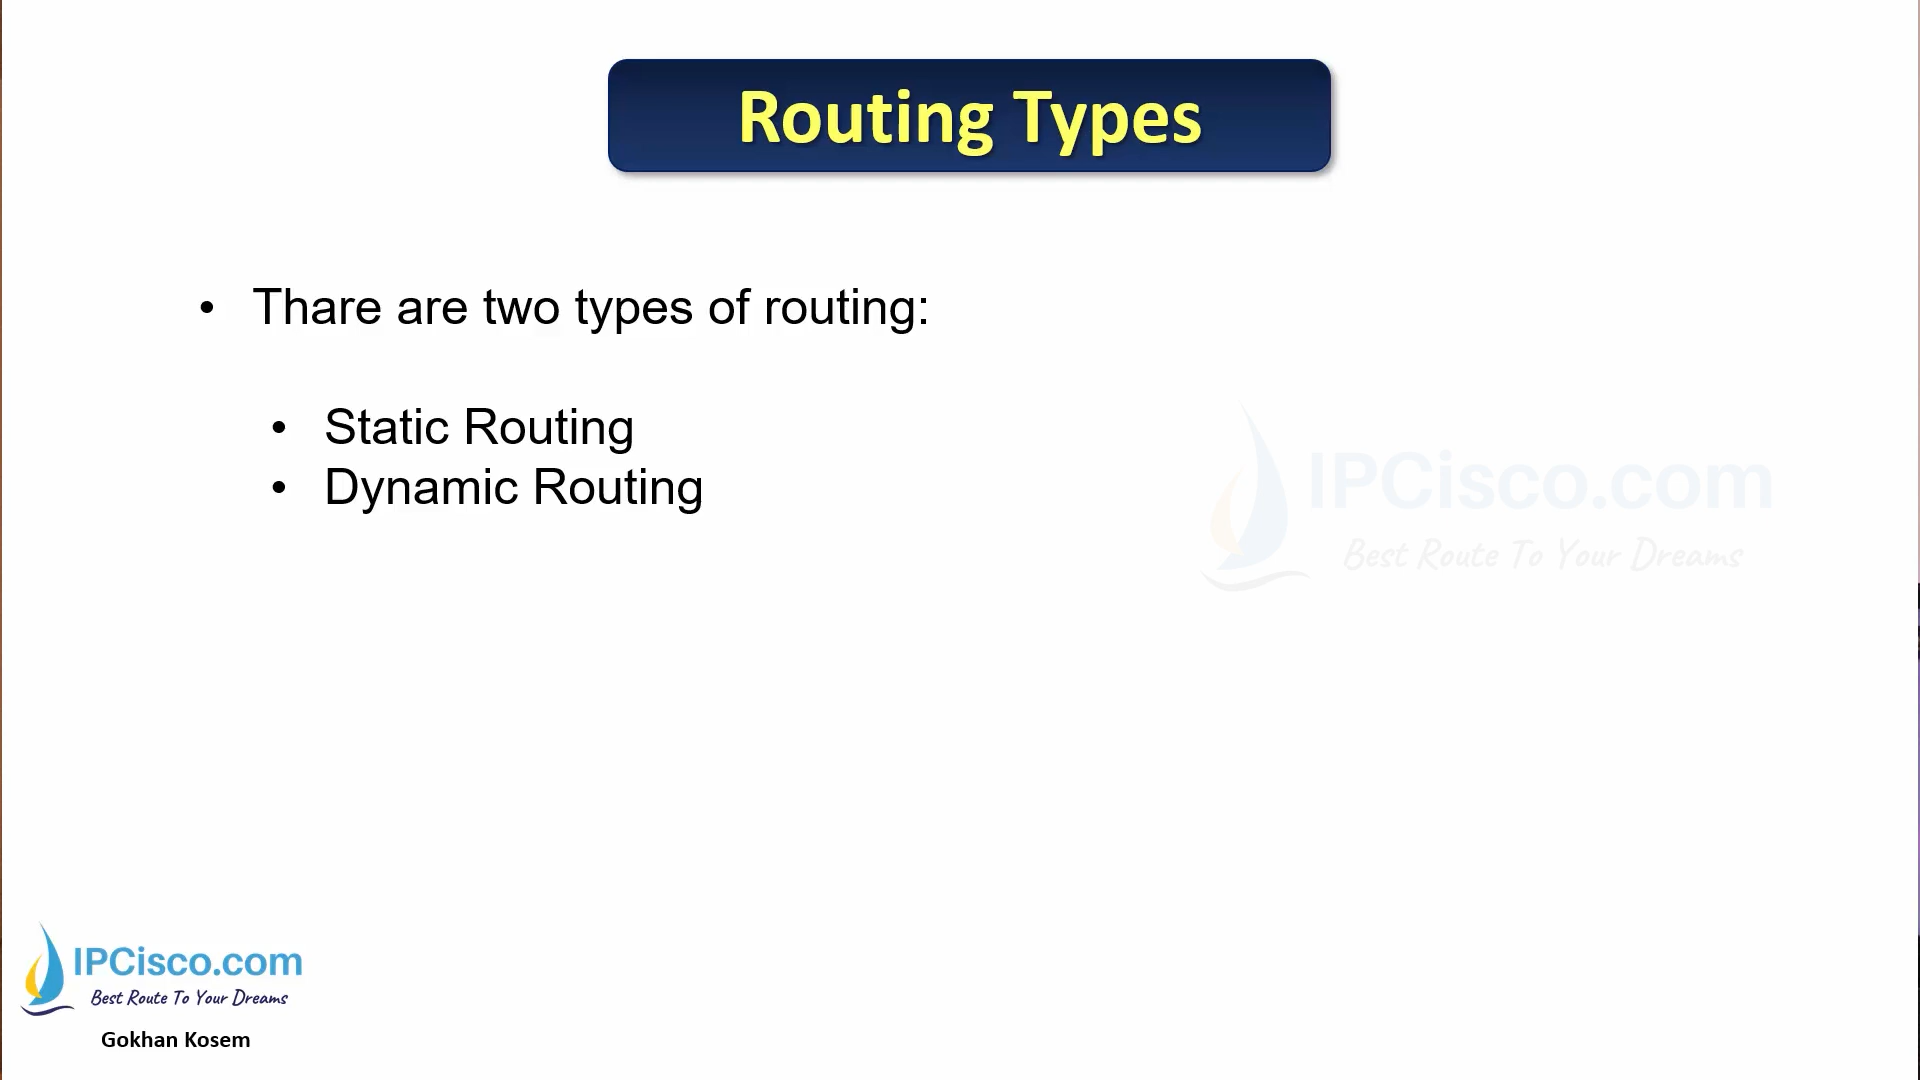 Routing Types
• Thare are two types of routing:
• Static Routing
• Dynamic Routing
IPCisco.com
Best Route To Your Dreams
IPCisco.com
Best Route To Your Dreams
Gokhan Kosem